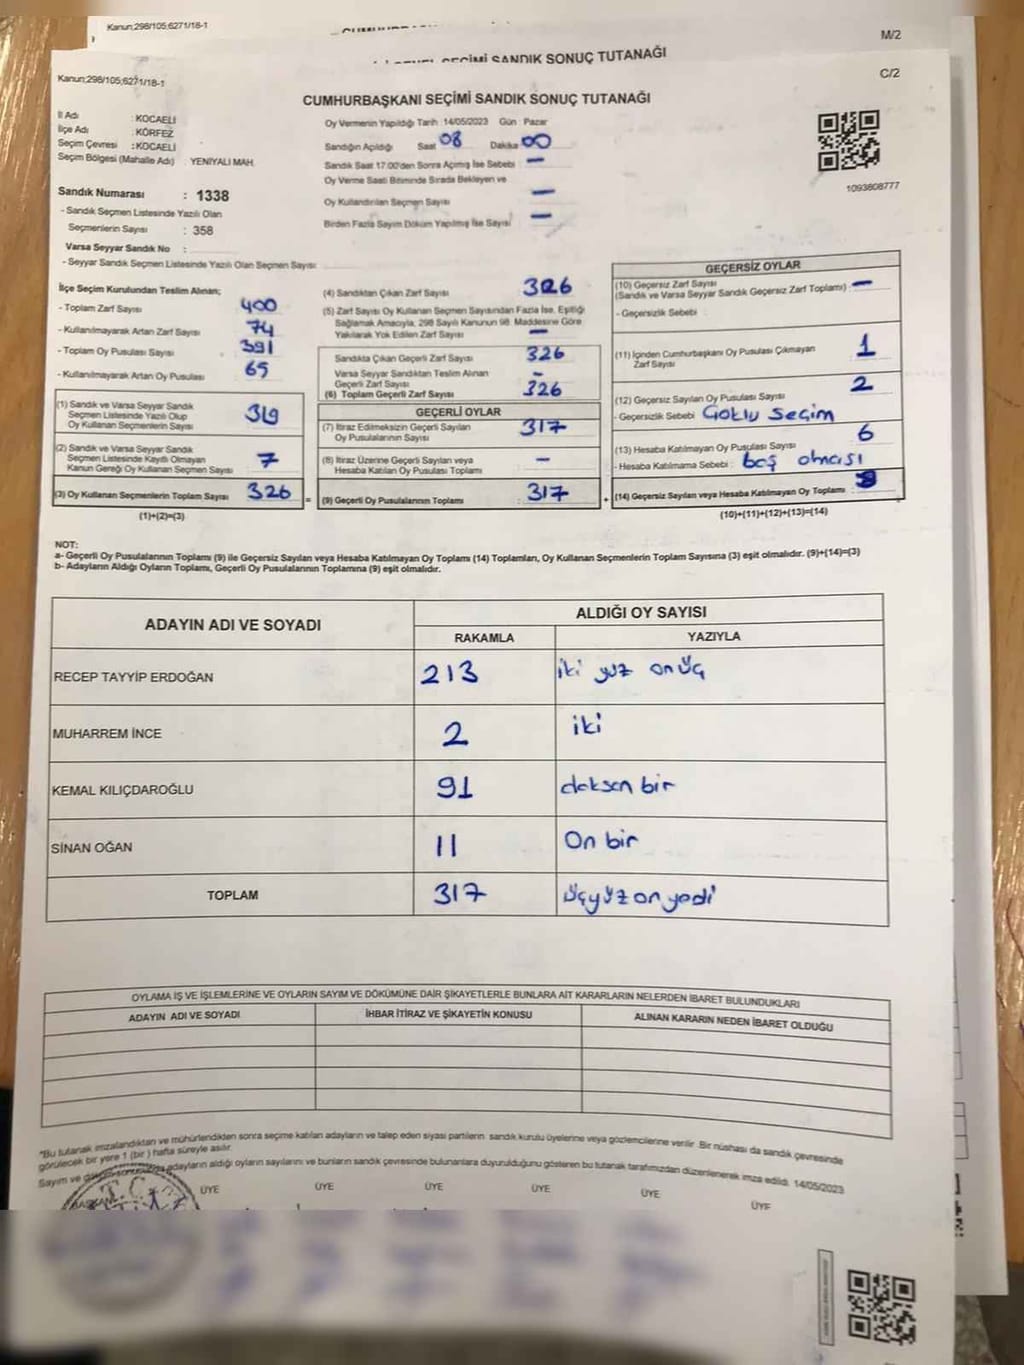 Kanun;298/105;6271/18-1
M/2
SEÇİMİ SANDIK SONUÇ TUTANAĞI
Kanun;298/105;6271/18-1
C/2
CUMHURBAŞKANI SEÇİMİ SANDIK SONUÇ TUTANAĞI
İl Adı : KOCAELİ
İlçe Adı : KÖRFEZ
Seçim Çevresi : KOCAELİ
Seçim Bölgesi (Mahalle Adı) : YENİYALI MAH.
Sandık Numarası : 1338
- Sandık Seçmen Listesinde Yazılı Olan
Seçmenlerin Sayısı : 358
Varsa Seyyar Sandık No :
- Seyyar Sandık Seçmen Listesinde Yazılı Olan Seçmen Sayısı:
Oy Vermenin Yapıldığı Tarih :14/05/2023 Gün : Pazar
Sandığın Açıldığı Saat 08 Dakika 00
Sandık Saat 17:00'den Sonra Açılmış İse Sebebi : –
Oy Verme Saati Bitiminde Sırada Bekleyen ve
Oy Kullandırılan Seçmen Sayısı –
Birden Fazla Sayım Döküm Yapılmış İse Sayısı –
1093808777
İlçe Seçim Kurulundan Teslim Alınan;
- Toplam Zarf Sayısı 400
- Kullanılmayarak Artan Zarf Sayısı 74
- Toplam Oy Pusulası Sayısı 391
- Kullanılmayarak Artan Oy Pusulası 65
(1) Sandık ve Varsa Seyyar Sandık
Seçmen Listesinde Yazılı Olup
Oy Kullanan Seçmenlerin Sayısı 319
(2) Sandık ve Varsa Seyyar Sandık
Seçmen Listesinde Kayıtlı Olmayan
Kanun Gereği Oy Kullanan Seçmen Sayısı 7
(3) Oy Kullanan Seçmenlerin Toplam Sayısı 326 =
(1)+(2)=(3)
(4) Sandıktan Çıkan Zarf Sayısı 326
(5) Zarf Sayısı Oy Kullanan Seçmen Sayısından Fazla İse, Eşitliği
Sağlamak Amacıyla, 298 Sayılı Kanunun 98. Maddesine Göre
Yakılarak Yok Edilen Zarf Sayısı –
Sandıkta Çıkan Geçerli Zarf Sayısı 326
Varsa Seyyar Sandıktan Teslim Alınan
Geçerli Zarf Sayısı –
(6) Toplam Geçerli Zarf Sayısı 326
GEÇERLİ OYLAR
(7) İtiraz Edilmeksizin Geçerli Sayılan
Oy Pusulalarının Sayısı 317
(8) İtiraz Üzerine Geçerli Sayılan veya
Hesaba Katılan Oy Pusulası Toplamı –
(9) Geçerli Oy Pusulalarının Toplamı 317 +
GEÇERSİZ OYLAR
(10) Geçersiz Zarf Sayısı
(Sandık ve Varsa Seyyar Sandık Geçersiz Zarf Toplamı) –
- Geçersizlik Sebebi :
(11) İçinden Cumhurbaşkanı Oy Pusulası Çıkmayan
Zarf Sayısı 1
(12) Geçersiz Sayılan Oy Pusulası Sayısı 2
- Geçersizlik Sebebi Çoklu Seçim
(13) Hesaba Katılmayan Oy Pusulası Sayısı 6
- Hesaba Katılmama Sebebi : boş olması
(14) Geçersiz Sayılan veya Hesaba Katılmayan Oy Toplamı :
(10)+(11)+(12)+(13)=(14)
NOT:
a- Geçerli Oy Pusulalarının Toplamı (9) ile Geçersiz Sayılan veya Hesaba Katılmayan Oy Toplamı (14) Toplamları, Oy Kullanan Seçmenlerin Toplam Sayısına (3) eşit olmalıdır. (9)+(14)=(3)
b- Adayların Aldığı Oyların Toplamı, Geçerli Oy Pusulalarının Toplamına (9) eşit olmalıdır.
ADAYIN ADI VE SOYADI ALDIĞI OY SAYISI
RAKAMLA YAZIYLA
RECEP TAYYİP ERDOĞAN 213 iki yüz onüç
MUHARREM İNCE 2 iki
KEMAL KILIÇDAROĞLU 91 doksan bir
SİNAN OĞAN 11 On bir
TOPLAM 317 üçyüz on yedi
OYLAMA İŞ VE İŞLEMLERİNE VE OYLARIN SAYIM VE DÖKÜMÜNE DAİR ŞİKAYETLERLE BUNLARA AİT KARARLARIN NELERDEN İBARET BULUNDUKLARI
ADAYIN ADI VE SOYADI İHBAR İTİRAZ VE ŞİKAYETİN KONUSU ALINAN KARARIN NEDEN İBARET OLDUĞU
*Bu tutanak imzalandıktan ve mühürlendikten sonra seçime katılan adayların ve talep eden siyasi partilerin sandık kurulu üyelerine veya gözlemcilerine verilir. Bir nüshası da sandık çevresinde
görülecek bir yere 1 (bir) hafta süreyle asılır.
Sayım ve adayların aldığı oyların sayılarını ve bunların sandık çevresinde bulunanlara duyurulduğunu gösteren bu tutanak tarafımızdan düzenlenerek imza edildi. 14/05/2023
BAŞKAN ÜYE ÜYE ÜYE ÜYE ÜYE ÜYE
T.C.